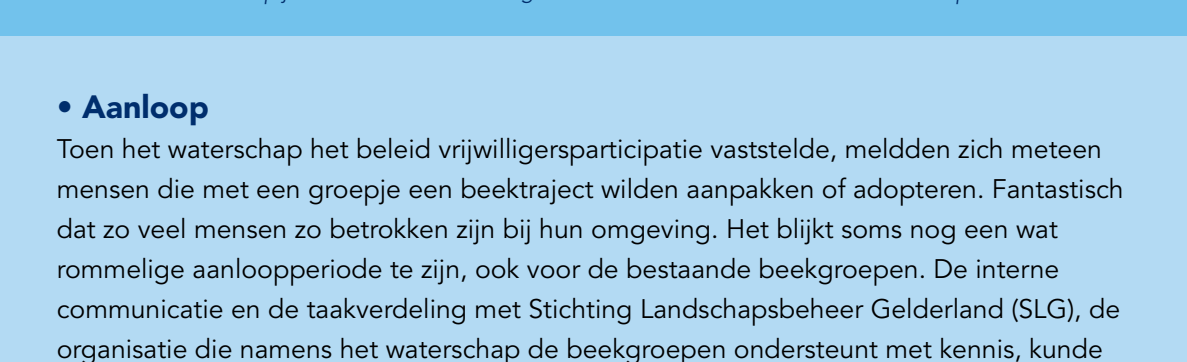 • Aanloop
Toen het waterschap het beleid vrijwilligersparticipatie vaststelde, meldden zich meteen
mensen die met een groepje een beektraject wilden aanpakken of adopteren. Fantastisch
dat zo veel mensen zo betrokken zijn bij hun omgeving. Het blijkt soms nog een wat
rommelige aanloopperiode te zijn, ook voor de bestaande beekgroepen. De interne
communicatie en de taakverdeling met Stichting Landschapsbeheer Gelderland (SLG), de
organisatie die namens het waterschap de beekgroepen ondersteunt met kennis, kunde